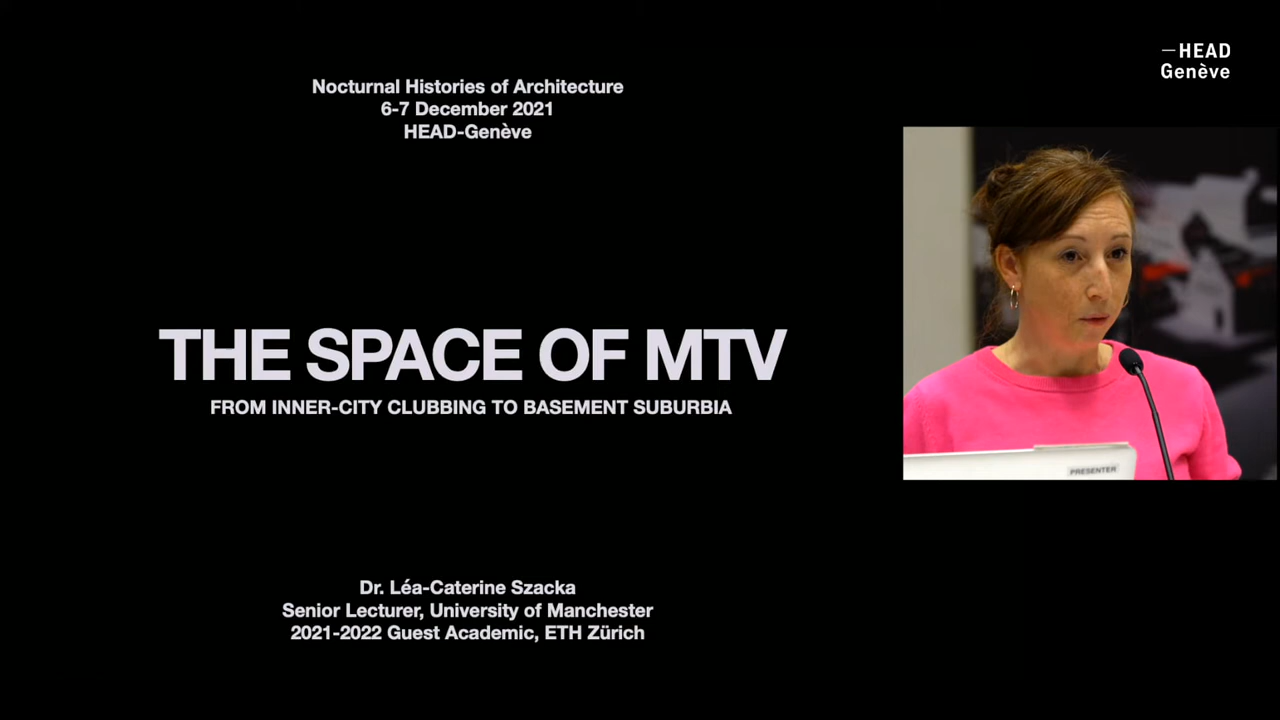 Nocturnal Histories of Architecture
6-7 December 2021
HEAD-Genève
—HEAD
Genève
THE SPACE OF MTV
FROM INNER-CITY CLUBBING TO BASEMENT SUBURBIA
PRESENTER
Dr. Léa-Caterine Szacka
Senior Lecturer, University of Manchester
2021-2022 Guest Academic, ETH Zürich